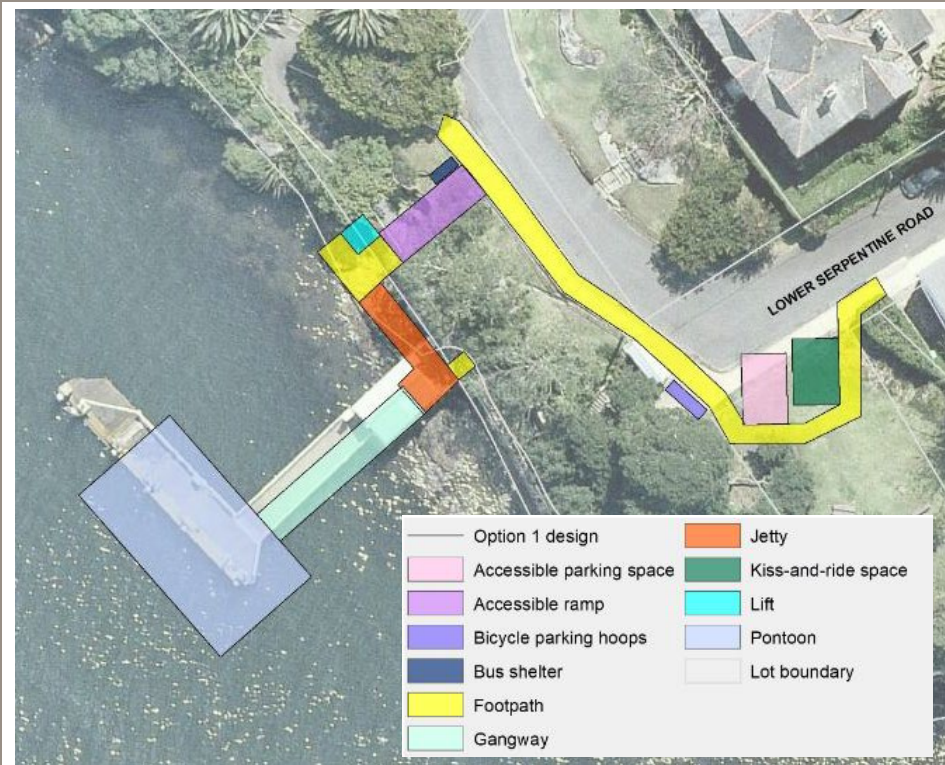 LOWER SERPENTINE ROAD
Option 1 design
Accessible parking space
Accessible ramp
Bicycle parking hoops
Bus shelter
Footpath
Gangway
Jetty
Kiss-and-ride space
Lift
Pontoon
Lot boundary